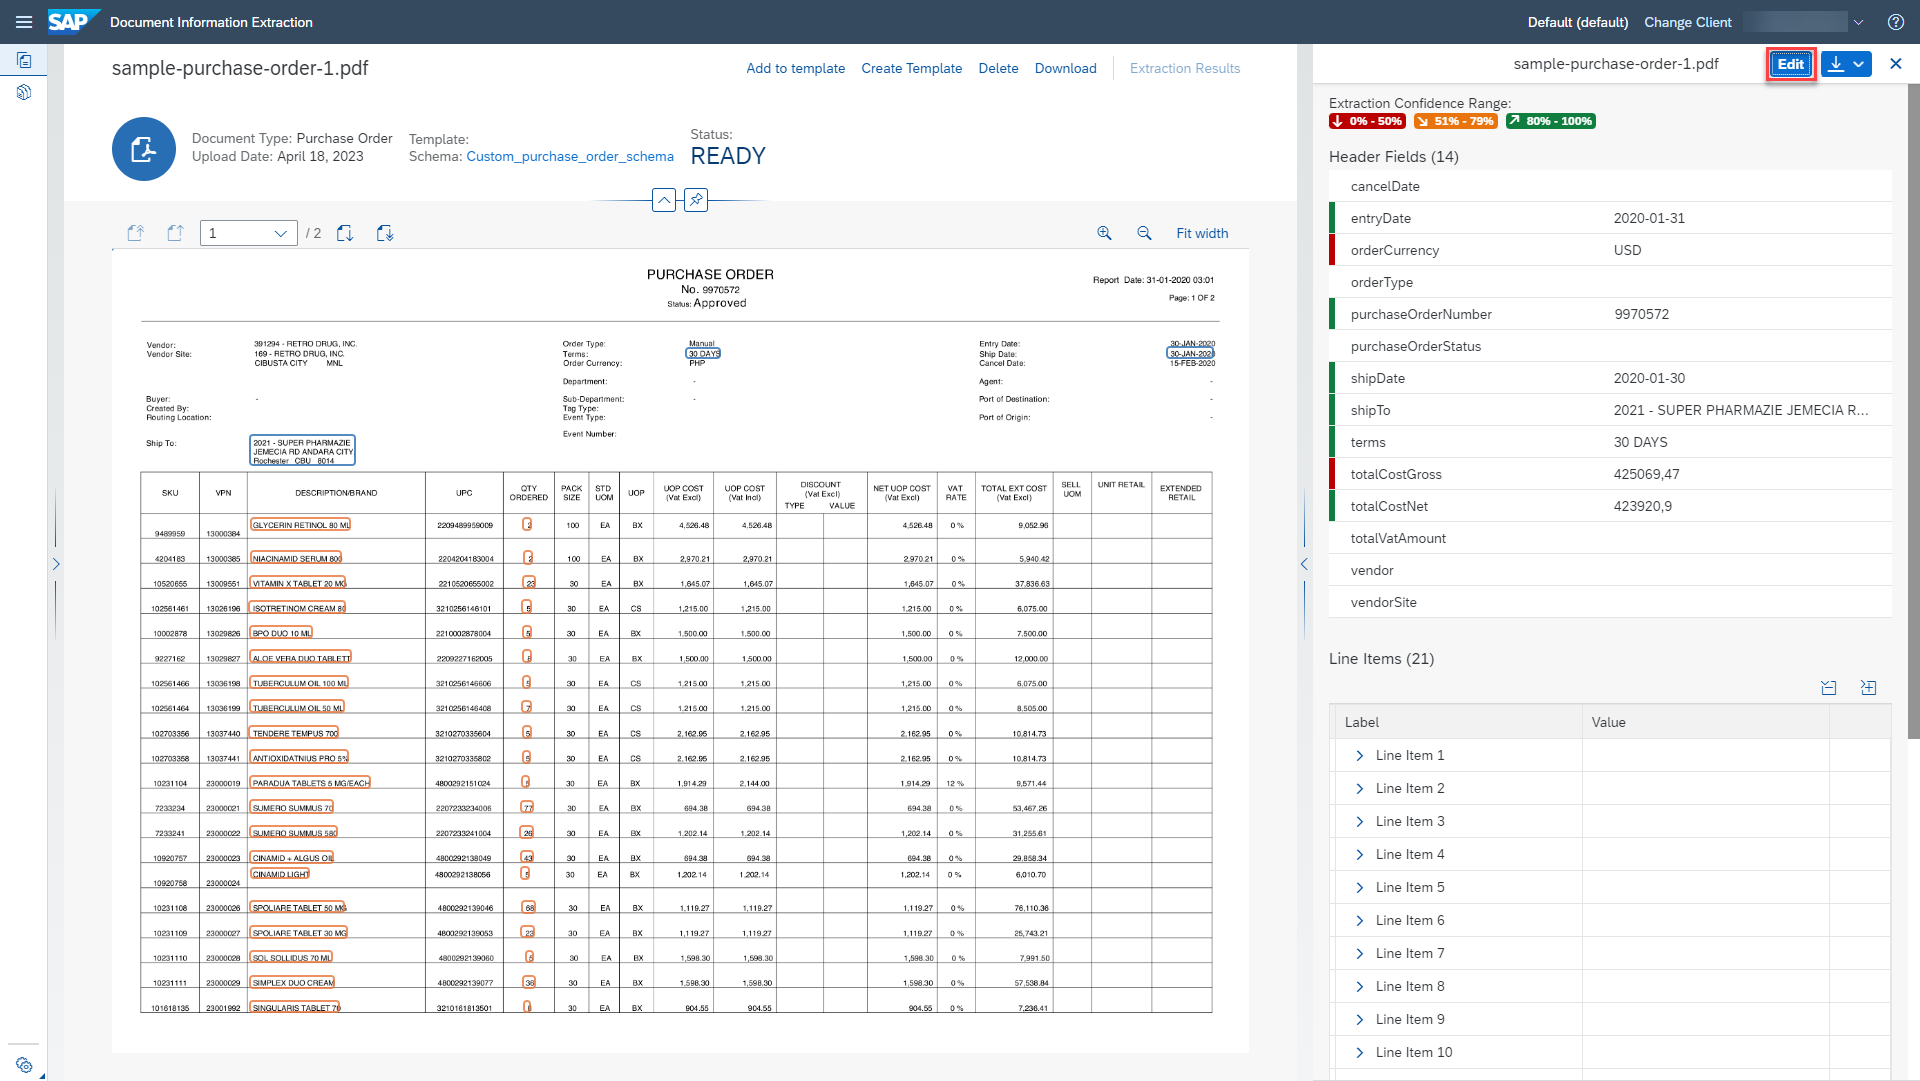 SAP Document Information Extraction Default (default) Change Client
sample-purchase-order-1.pdf Add to template Create Template Delete Download Extraction Results
Document Type: Purchase Order Template: Status:
Upload Date: April 18, 2023 Schema: Custom_purchase_order_schema READY
1 / 2 Fit width
PURCHASE ORDER
No. 9970572
Status: Approved
Report Date: 31-01-2020 03:01
Page: 1 OF 2
Vendor: 391294 - RETRO DRUG, INC. Order Type: Manual Entry Date: 30-JAN-2020
Vendor Site: 169 - RETRO DRUG, INC. Terms: 30 DAYS Ship Date: 30-JAN-2020
CIBUSTA CITY MNL Order Currency: PHP Cancel Date: 15-FEB-2020
Department: - Agent: -
Buyer: - Sub-Department: - Port of Destination: -
Created By: Tag Type:
Routing Location: Event Type: Port of Origin: -
Event Number:
Ship To: 2021 - SUPER PHARMAZIE
JEMECIA RD ANDARA CITY
Rochester CBU 8014
SKU VPN DESCRIPTION/BRAND UPC QTY ORDERED PACK SIZE STD UOM UOP UOP COST (Vat Excl) UOP COST (Vat Incl) DISCOUNT (Vat Excl) TYPE VALUE NET UOP COST (Vat Excl) VAT RATE TOTAL EXT COST (Vat Excl) SELL UOM UNIT RETAIL EXTENDED RETAIL
9489959 13000384 GLYCERIN RETINOL 80 ML 2209489959009 2 100 EA BX 4,526.48 4,526.48 4,526.48 0 % 9,052.96
4204183 13000385 NIACINAMID SERUM 800 2204204183004 2 100 EA BX 2,970.21 2,970.21 2,970.21 0 % 5,940.42
10520655 13009551 VITAMIN X TABLET 20 MG 2210520655002 23 30 EA BX 1,645.07 1,645.07 1,645.07 0 % 37,836.63
102561461 13026196 ISOTRETINOM CREAM 80 3210256146101 5 30 EA CS 1,215.00 1,215.00 1,215.00 0 % 6,075.00
10002878 13029826 BPO DUO 10 ML 2210002878004 5 30 EA BX 1,500.00 1,500.00 1,500.00 0 % 7,500.00
9227162 13029827 ALOE VERA DUO TABLETT 2209227162005 30 EA BX 1,500.00 1,500.00 1,500.00 0 % 12,000.00
102561466 13036198 TUBERCULUM OIL 100 ML 3210256146606 5 30 EA CS 1,215.00 1,215.00 1,215.00 0 % 6,075.00
102561464 13036199 TUBERCULUM OIL 50 ML 3210256146408 7 30 EA CS 1,215.00 1,215.00 1,215.00 0 % 8,505.00
102703356 13037440 TENDERE TEMPUS 700 3210270335604 5 30 EA CS 2,162.95 2,162.95 2,162.95 0 % 10,814.73
102703358 13037441 ANTIOXIDATNIUS PRO 5% 3210270335802 5 30 EA CS 2,162.95 2,162.95 2,162.95 0 % 10,814.73
10231104 23000019 PARADUA TABLETS 5 MG/EACH 4800292151024 5 30 EA BX 1,914.29 2,144.00 1,914.29 12 % 9,571.44
7233234 23000021 SUMERO SUMMUS 70 2207233234006 77 30 EA BX 694.38 694.38 694.38 0 % 53,467.26
7233241 23000022 SUMERO SUMMUS 580 2207233241004 26 30 EA BX 1,202.14 1,202.14 1,202.14 0 % 31,255.61
10920757 23000023 CINAMID + ALGUS OIL 4800292138049 43 30 EA BX 694.38 694.38 694.38 0 % 29,858.34
10920758 23000024 CINAMID LIGHT 4800292138056 5 30 EA BX 1,202.14 1,202.14 1,202.14 0 % 6,010.70
10231108 23000026 SPOLIARE TABLET 50 MG 4800292139046 68 30 EA BX 1,119.27 1,119.27 1,119.27 0 % 76,110.36
10231109 23000027 SPOLIARE TABLET 30 MG 4800292139053 23 30 EA BX 1,119.27 1,119.27 1,119.27 0 % 25,743.21
10231110 23000028 SOL SOLLIDUS 70 ML 4800292139060 5 30 EA BX 1,598.30 1,598.30 1,598.30 0 % 7,991.50
10231111 23000029 SIMPLEX DUO CREAM 4800292139077 36 30 EA BX 1,598.30 1,598.30 1,598.30 0 % 57,538.84
101618135 23001992 SINGULARIS TABLET 70 3210161813501 30 EA BX 904.55 904.55 904.55 0 % 7,236.41
sample-purchase-order-1.pdf Edit
Extraction Confidence Range:
0% - 50% 51% - 79% 80% - 100%
Header Fields (14)
cancelDate
entryDate 2020-01-31
orderCurrency USD
orderType
purchaseOrderNumber 9970572
purchaseOrderStatus
shipDate 2020-01-30
shipTo 2021 - SUPER PHARMAZIE JEMECIA R...
terms 30 DAYS
totalCostGross 425069,47
totalCostNet 423920,9
totalVatAmount
vendor
vendorSite
Line Items (21)
Label Value
Line Item 1
Line Item 2
Line Item 3
Line Item 4
Line Item 5
Line Item 6
Line Item 7
Line Item 8
Line Item 9
Line Item 10